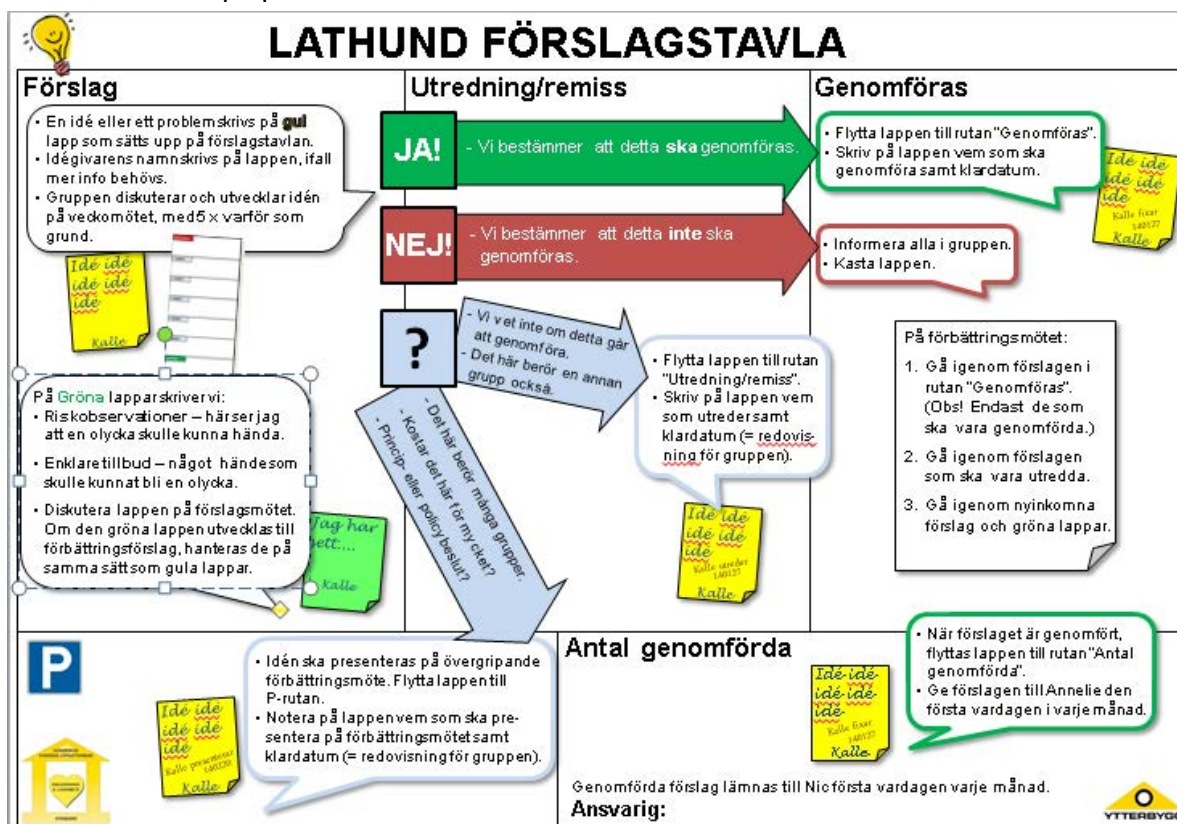 LATHUND FÖRSLAGSTAVLA
Förslag
• En idé eller ett problem skrivs på gul
lapp som sätts upp på förslagstavlan.
• Idégivarens namn skrivs på lappen, ifall
mer info behövs.
• Gruppen diskuterar och utvecklar idén
på veckomötet, med 5 x varför som
grund.
Idé idé
idé idé
idé
Kalle
På Gröna lappar skriver vi:
• Riskobservationer – här ser jag
att en olycka skulle kunna hända.
• Enklare tillbud – något hände som
skulle kunnat bli en olycka.
• Diskutera lappen på förslagsmötet.
Om den gröna lappen utvecklas till
förbättringsförslag, hanteras de på
samma sätt som gula lappar.
Jag har
sett....
Kalle
Utredning/remiss
JA!
- Vi bestämmer att detta ska genomföras.
NEJ!
- Vi bestämmer att detta inte ska
genomföras.
?
- Vi vet inte om detta går
att genomföra.
- Det här berör en annan
grupp också.
- Det här berör många grupper.
- Kostar det här för mycket?
- Princip- eller policybeslut?
• Flytta lappen till rutan
"Utredning/remiss".
• Skriv på lappen vem
som utreder samt
klardatum (= redovis-
ning för gruppen).
Idé idé
idé idé
idé
Kalle utreder
140127
Kalle
Genomföras
• Flytta lappen till rutan "Genomföras".
• Skriv på lappen vem som ska
genomföra samt klardatum.
Idé idé
idé idé
idé
Kalle fixar
140127
Kalle
• Informera alla i gruppen.
• Kasta lappen.
På förbättringsmötet:
1. Gå igenom förslagen i
rutan "Genomföras".
(Obs! Endast de som
ska vara genomförda.)
2. Gå igenom förslagen
som ska vara utredda.
3. Gå igenom nyinkomna
förslag och gröna lappar.
P
• Idén ska presenteras på övergripande
förbättringsmöte. Flytta lappen till
P-rutan.
• Notera på lappen vem som ska pre-
sentera på förbättringsmötet samt
klardatum (= redovisning för gruppen).
Idé idé
idé idé
idé
Kalle presenterar
140220
Kalle
Antal genomförda
Idé idé
idé idé
idé
Kalle fixar
140127
Kalle
• När förslaget är genomfört,
flyttas lappen till rutan "Antal
genomförda".
• Ge förslagen till Annelie den
första vardagen i varje månad.
Genomförda förslag lämnas till Nic första vardagen varje månad.
Ansvarig:
YTTERBYGG